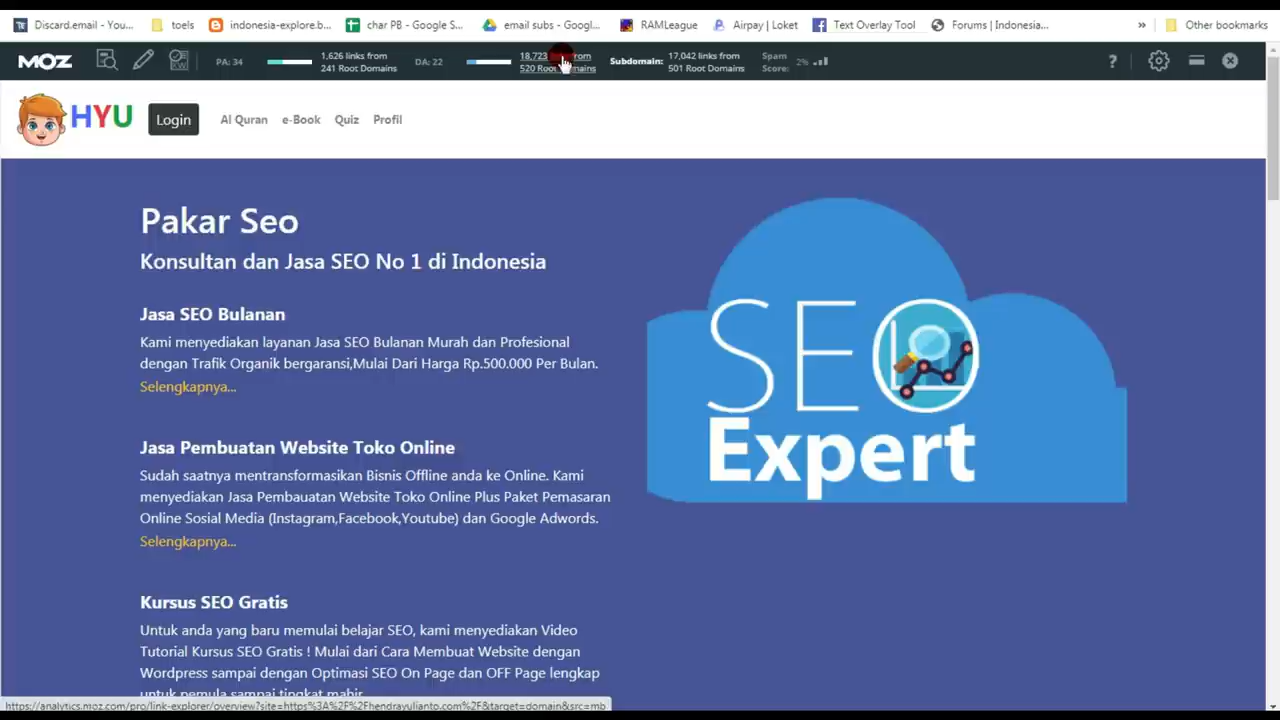 Discard.email - You...
toels
indonesia-explore.b...
char PB - Google S...
email subs - Googl...
RAMLeague
Airpay | Loket
Text Overlay Tool
Forums | Indonesia...
»
Other bookmarks
MOZ
PA: 34
1,626 links from
241 Root Domains
DA: 22
18,723 from
520 Root Domains
Subdomain:
17,042 links from
501 Root Domains
Spam
Score:
2%
?
HYU
Login
Al Quran
e-Book
Quiz
Profil
Pakar Seo
Konsultan dan Jasa SEO No 1 di Indonesia
Jasa SEO Bulanan
Kami menyediakan layanan Jasa SEO Bulanan Murah dan Profesional
dengan Trafik Organik bergaransi,Mulai Dari Harga Rp.500.000 Per Bulan.
Selengkapnya...
Jasa Pembuatan Website Toko Online
Sudah saatnya mentransformasikan Bisnis Offline anda ke Online. Kami
menyediakan Jasa Pembauatan Website Toko Online Plus Paket Pemasaran
Online Sosial Media (Instagram,Facebook,Youtube) dan Google Adwords.
Selengkapnya...
Kursus SEO Gratis
Untuk anda yang baru memulai belajar SEO, kami menyediakan Video
Tutorial Kursus SEO Gratis ! Mulai dari Cara Membuat Website dengan
Wordpress sampai dengan Optimasi SEO On Page dan OFF Page lengkap
untuk pemula sampai tingkat mahir
SEO
Expert
https://analytics.moz.com/pro/link-explorer/overview?site=https%3A%2F%2Fhendrayulianto.com%2F&target=domain&src=mb